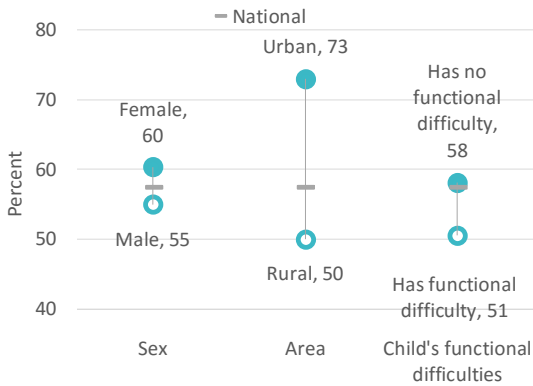 National
80
70
60
50
40
Percent
Female,
60
Male, 55
Urban, 73
Rural, 50
Has no
functional
difficulty,
58
Has functional
difficulty, 51
Sex
Area
Child's functional
difficulties